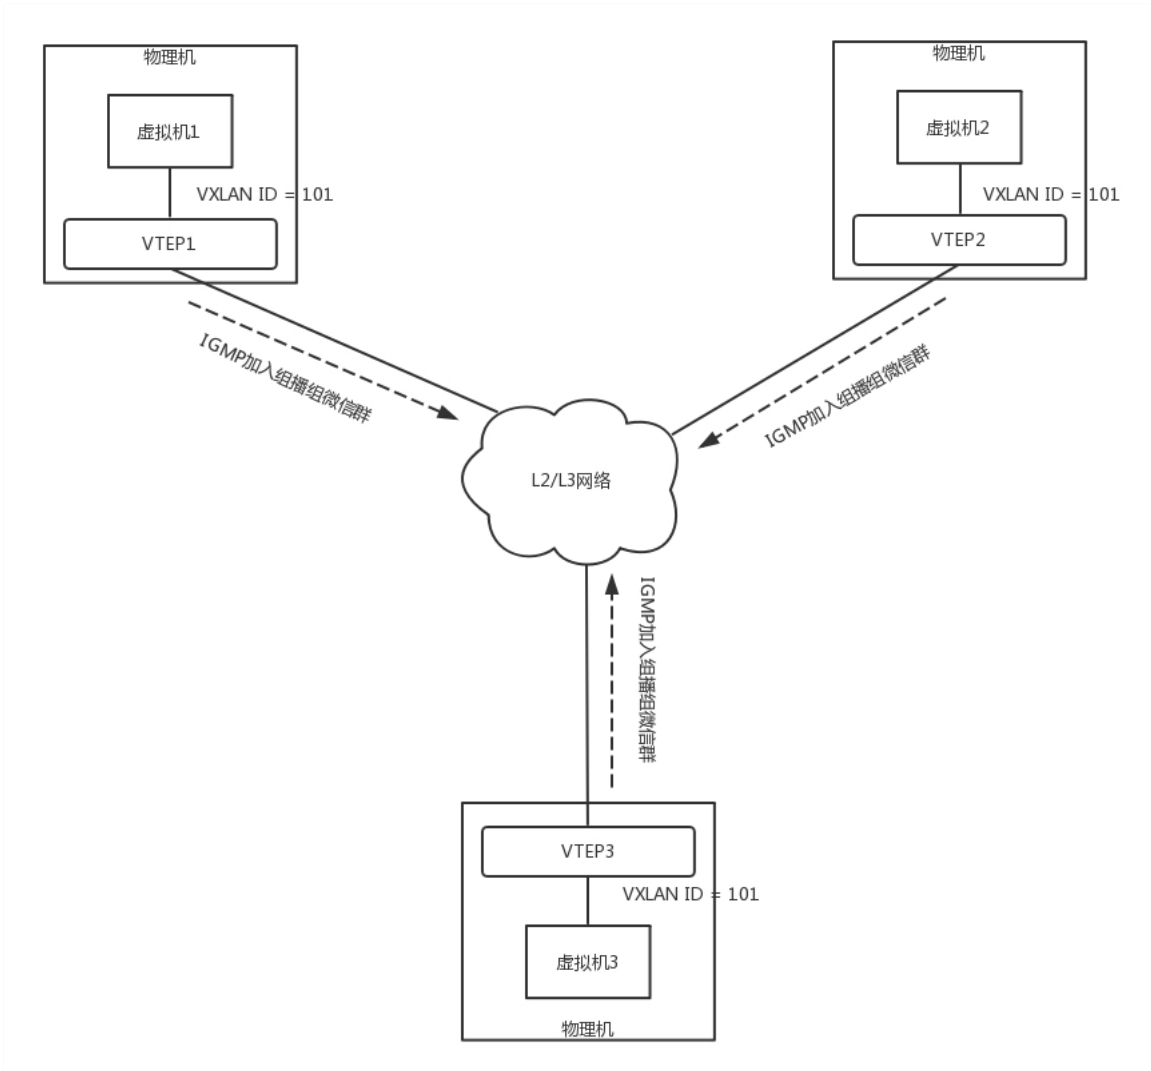 物理机
虚拟机1
VXLAN ID = 101
VTEP1
IGMP加入组播组微信群
物理机
虚拟机2
VXLAN ID = 101
VTEP2
IGMP加入组播组微信群
L2/L3网络
IGMP加入组播组微信群
VTEP3
VXLAN ID = 101
虚拟机3
物理机